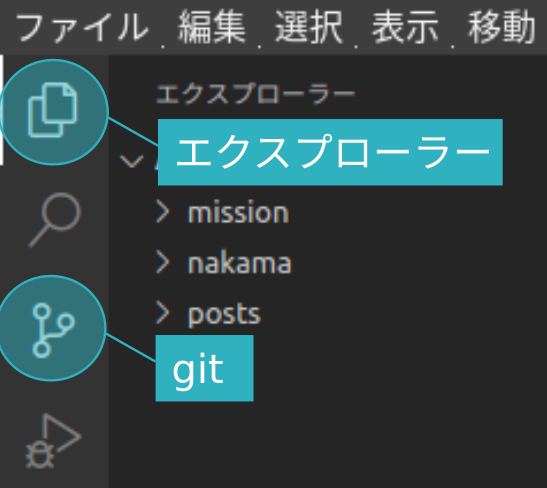 ファイル 編集 選択 表示 移動
エクスプローラー
エクスプローラー
mission
nakama
posts
git